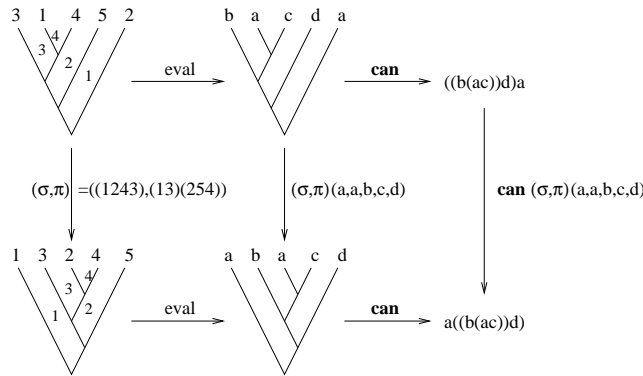 3 1 4 5 2
b a c d a
4
3 2
1
eval
can
((b(ac))d)a
(σ,π) =((1243),(13)(254))
(σ,π)(a,a,b,c,d)
can (σ,π)(a,a,b,c,d)
1 3 2 4 5
a b a c d
4
3
2
1
eval
can
a((b(ac))d)